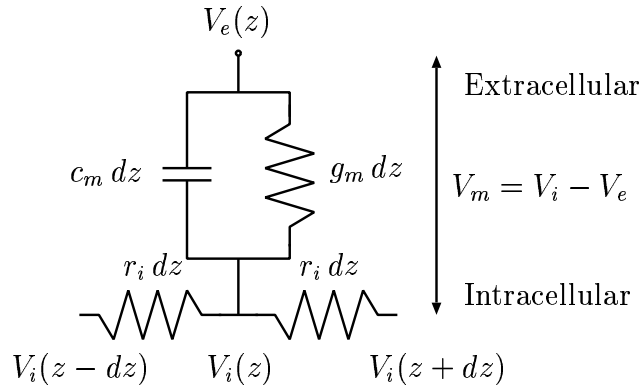 V_e(z)
Extracellular
c_m dz
g_m dz
V_m = V_i − V_e
r_i dz
r_i dz
Intracellular
V_i(z − dz)
V_i(z)
V_i(z + dz)